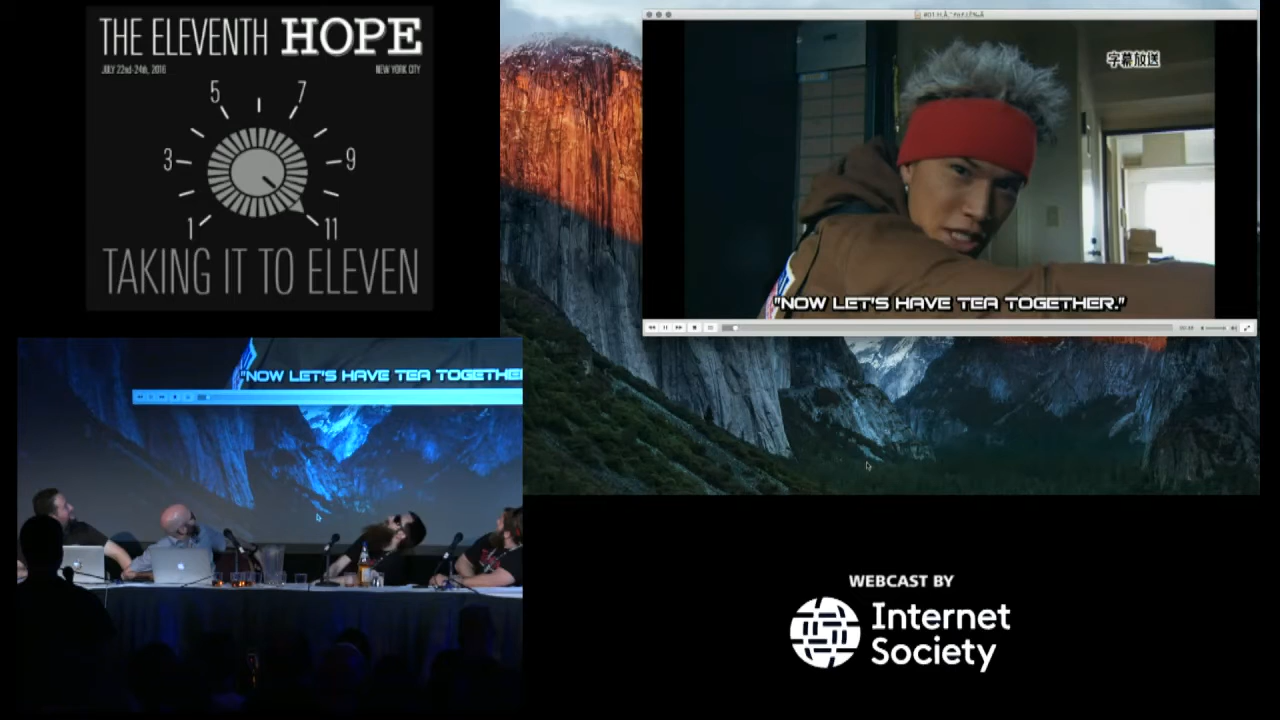 THE ELEVENTH HOPE
JULY 22nd-24th, 2016
NEW YORK CITY
5
7
3
9
1
11
TAKING IT TO ELEVEN
字幕放送
"NOW LET'S HAVE TEA TOGETHER."
"NOW LET'S HAVE TEA TOGETHE
WEBCAST BY
Internet
Society